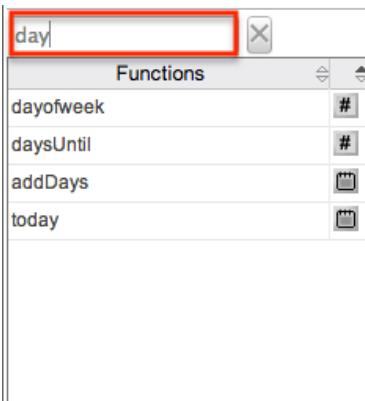 day
Functions
dayofweek #
daysUntil #
addDays
today